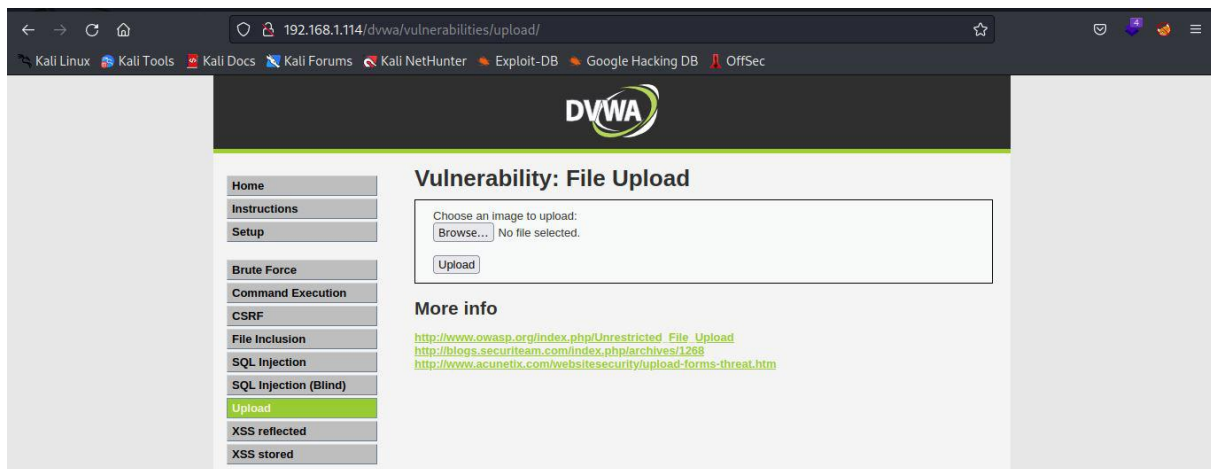 192.168.1.114/dvwa/vulnerabilities/upload/
4
Kali Linux Kali Tools Kali Docs Kali Forums Kali NetHunter Exploit-DB Google Hacking DB OffSec
DVWA
Home
Instructions
Setup
Brute Force
Command Execution
CSRF
File Inclusion
SQL Injection
SQL Injection (Blind)
Upload
XSS reflected
XSS stored
Vulnerability: File Upload
Choose an image to upload:
Browse... No file selected.
Upload
More info
http://www.owasp.org/index.php/Unrestricted_File_Upload
http://blogs.securiteam.com/index.php/archives/1268
http://www.acunetix.com/websitesecurity/upload-forms-threat.htm